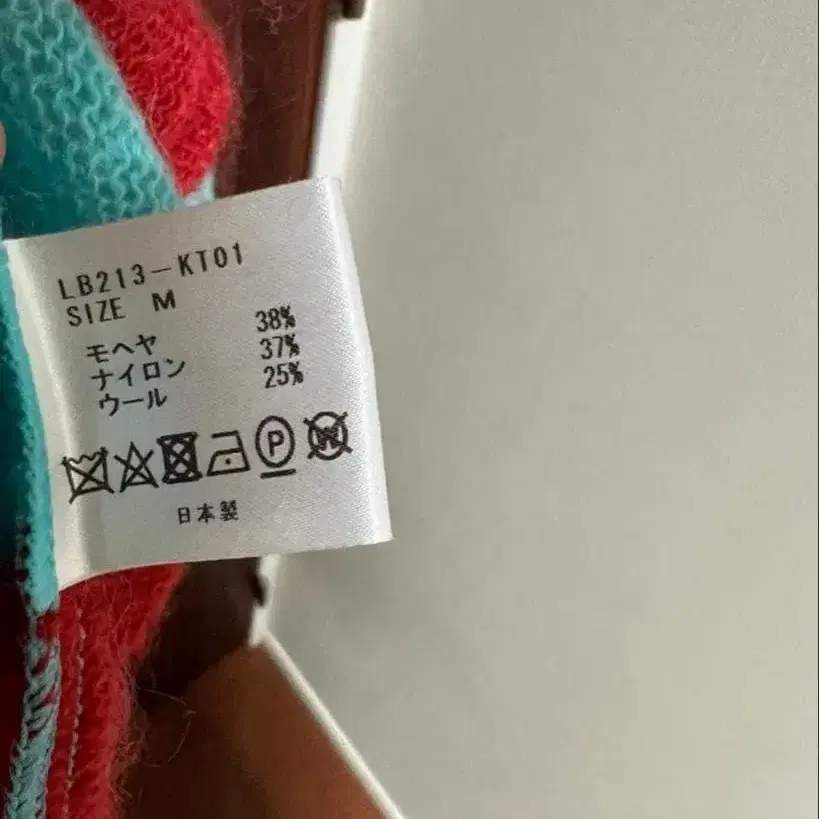 LB213-KT01
SIZE M
モヘヤ 38%
ナイロン 37%
ウール 25%
P W
日本製